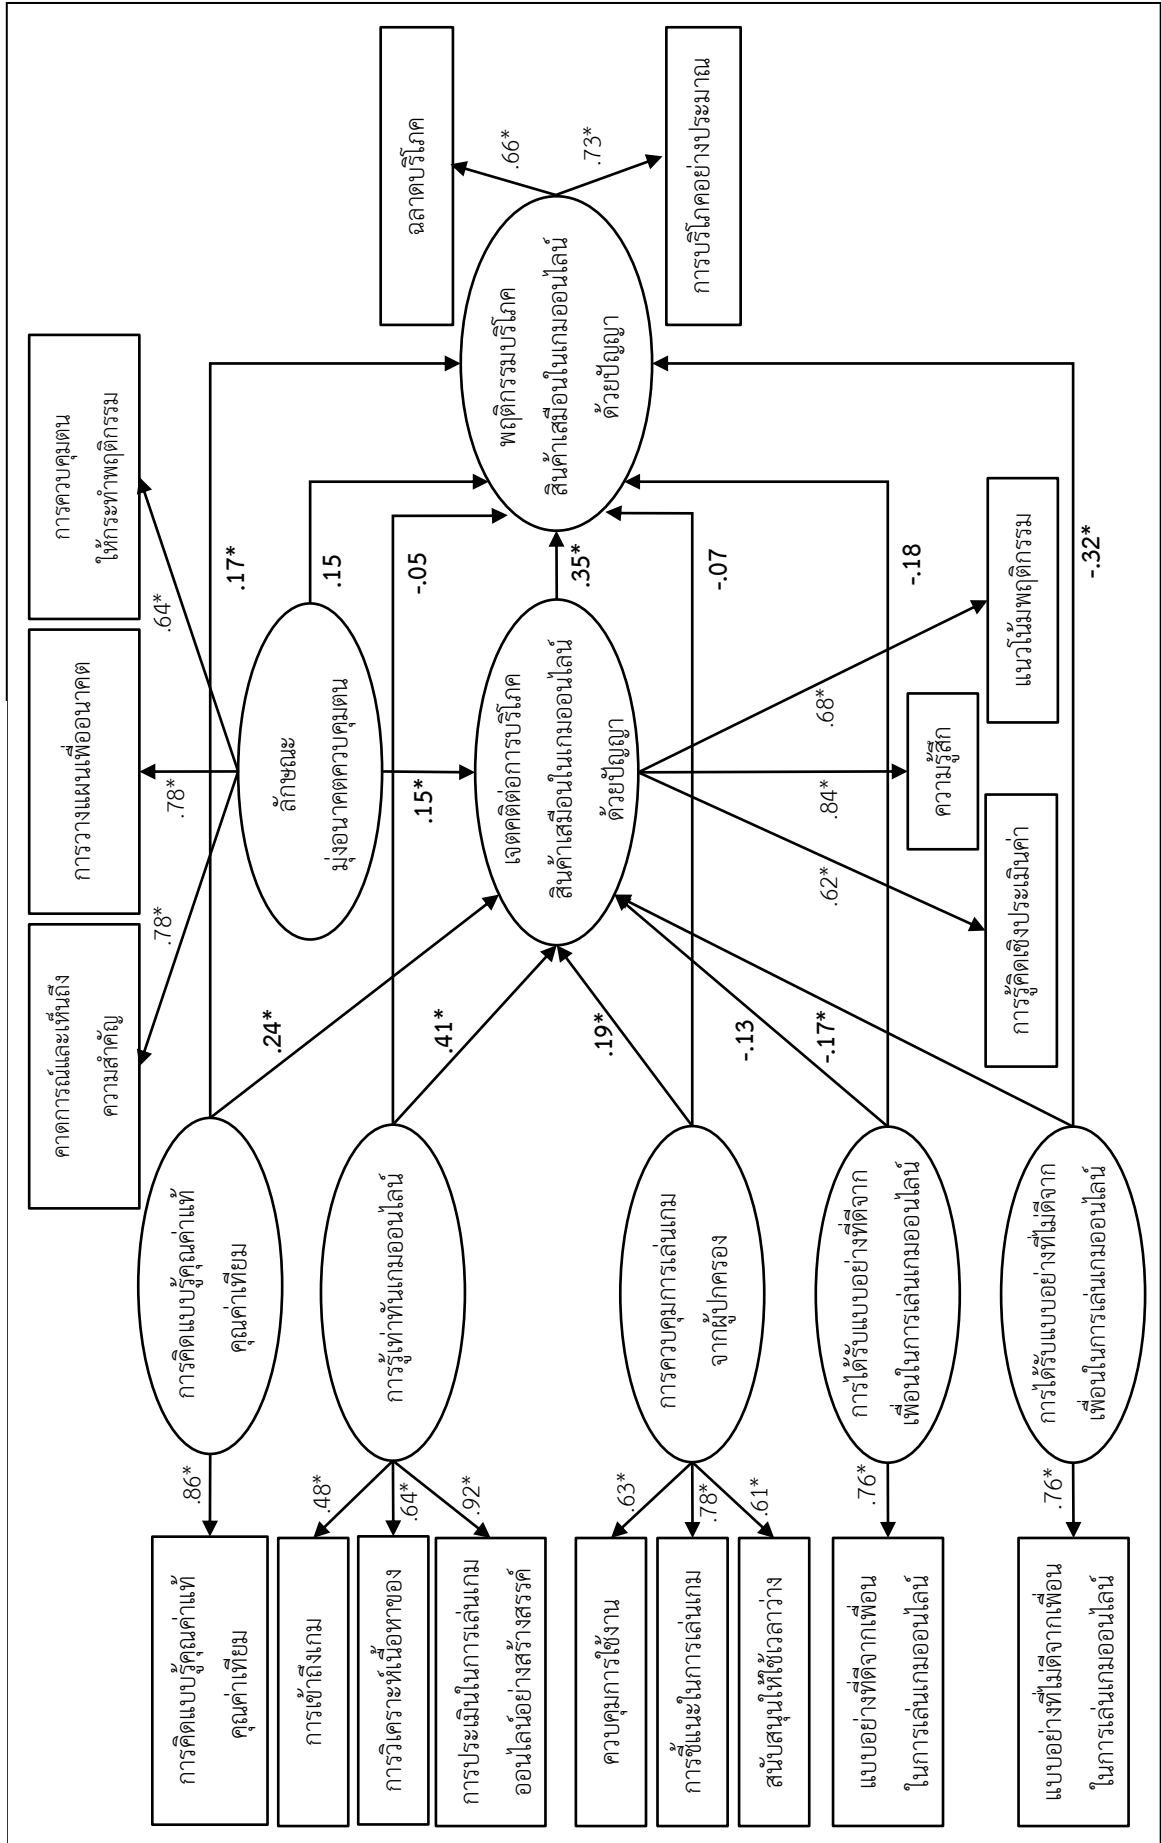 การคิดแบบรู้คุณค่าแท้
คุณค่าเทียม
.86*
การคิดแบบรู้คุณค่าแท้
คุณค่าเทียม
.24*
.17*
คาดการณ์และเห็นถึง
ความสำคัญ
.78*
การวางแผนเพื่ออนาคต
.78*
การควบคุมตน
ให้กระทำพฤติกรรม
.64*
ลักษณะ
มุ่งอนาคตควบคุมตน
.15
.15*
การเข้าถึงเกม
.48*
การวิเคราะห์เนื้อหาของ
.64*
การประเมินในการเล่นเกม
ออนไลน์อย่างสร้างสรรค์
.92*
การรู้เท่าทันเกมออนไลน์
.41*
-.05
เจตคติต่อการบริโภค
สินค้าเสมือนในเกมออนไลน์
ด้วยปัญญา
.35*
พฤติกรรมบริโภค
สินค้าเสมือนในเกมออนไลน์
ด้วยปัญญา
.66*
ฉลาดบริโภค
.73*
การบริโภคอย่างประมาณ
ควบคุมการใช้งาน
.63*
การชี้แนะในการเล่นเกม
.78*
สนับสนุนให้ใช้เวลาว่าง
.61*
การควบคุมการเล่นเกม
จากผู้ปกครอง
.19*
-.07
-.13
-.17*
.62*
.84*
.68*
การรู้คิดเชิงประเมินค่า
ความรู้สึก
แนวโน้มพฤติกรรม
แบบอย่างที่ดีจากเพื่อน
ในการเล่นเกมออนไลน์
.76*
การได้รับแบบอย่างที่ดีจาก
เพื่อนในการเล่นเกมออนไลน์
-.18
แบบอย่างที่ไม่ดีจากเพื่อน
ในการเล่นเกมออนไลน์
.76*
การได้รับแบบอย่างที่ไม่ดีจาก
เพื่อนในการเล่นเกมออนไลน์
-.32*